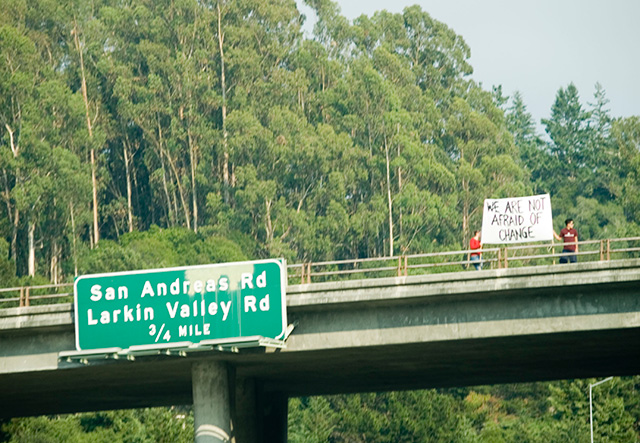 San Andreas Rd
Larkin Valley Rd
3/4 MILE
WE ARE NOT
AFRAID OF
CHANGE